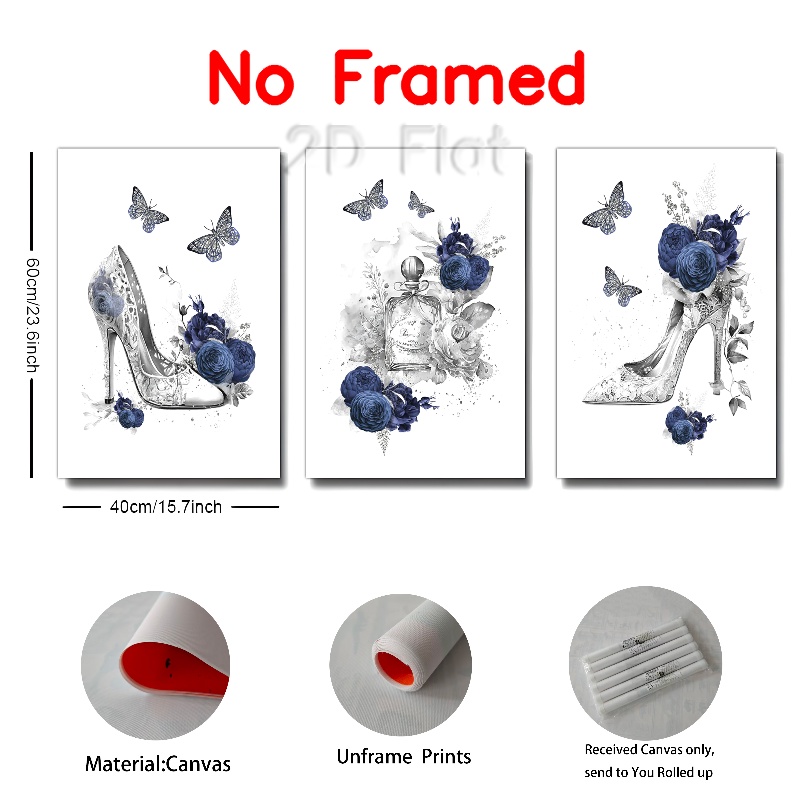 No Framed
2D Flat
60cm/23.6inch
40cm/15.7inch
Material:Canvas
Unframe Prints
Received Canvas only,
send to You Rolled up